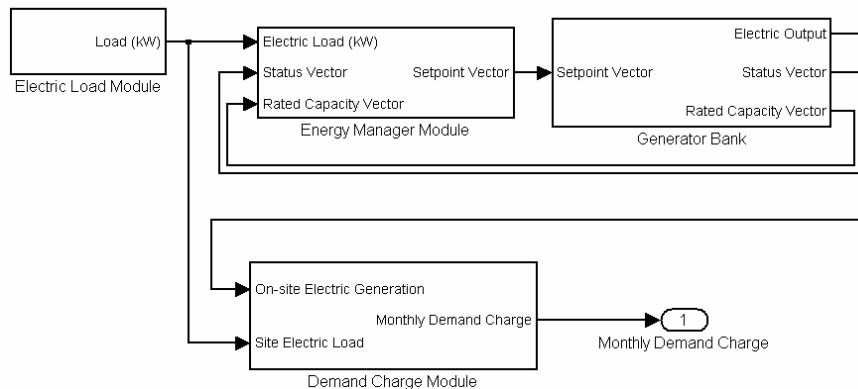 Load (kW)
Electric Load Module
Electric Load (kW)
Status Vector
Rated Capacity Vector
Setpoint Vector
Energy Manager Module
Setpoint Vector
Electric Output
Status Vector
Rated Capacity Vector
Generator Bank
On-site Electric Generation
Monthly Demand Charge
Site Electric Load
Demand Charge Module
1
Monthly Demand Charge